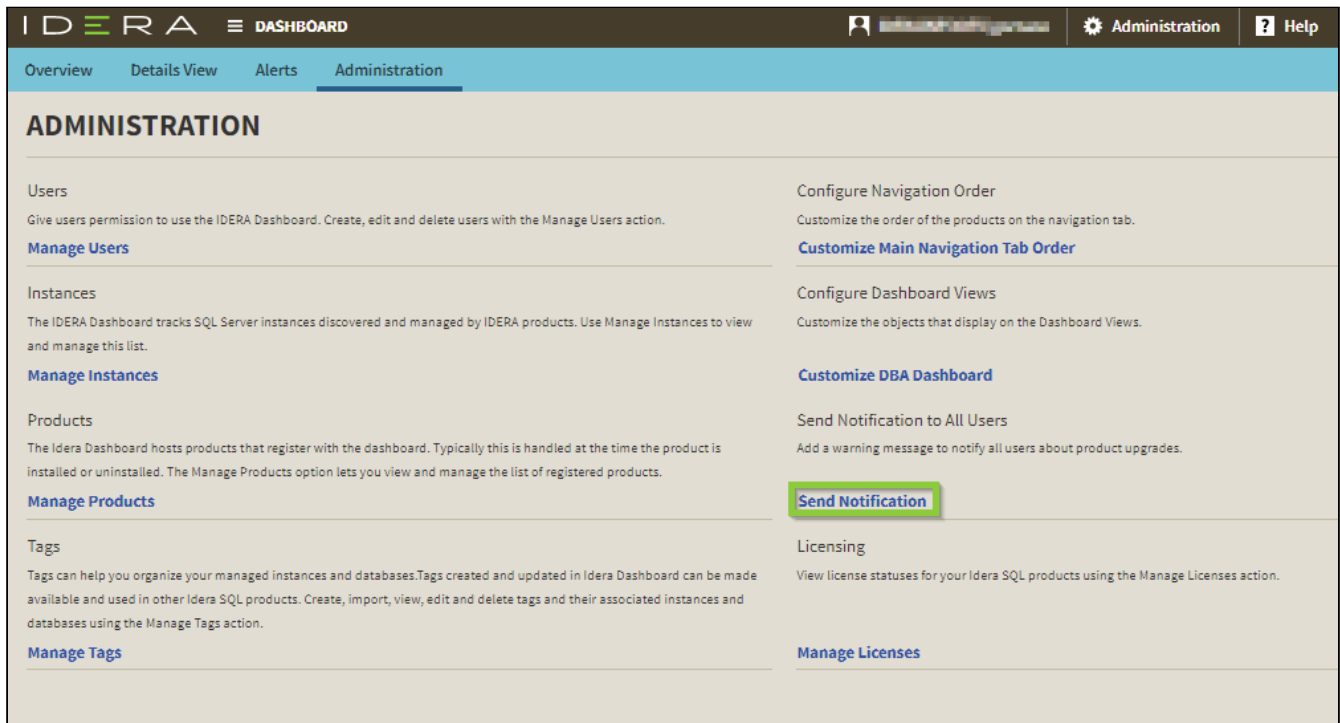 IDERA DASHBOARD Administration ? Help
Overview Details View Alerts Administration
ADMINISTRATION
Users
Give users permission to use the IDERA Dashboard. Create, edit and delete users with the Manage Users action.
Manage Users
Configure Navigation Order
Customize the order of the products on the navigation tab.
Customize Main Navigation Tab Order
Instances
The IDERA Dashboard tracks SQL Server instances discovered and managed by IDERA products. Use Manage Instances to view
and manage this list.
Manage Instances
Configure Dashboard Views
Customize the objects that display on the Dashboard Views.
Customize DBA Dashboard
Products
The Idera Dashboard hosts products that register with the dashboard. Typically this is handled at the time the product is
installed or uninstalled. The Manage Products option lets you view and manage the list of registered products.
Manage Products
Send Notification to All Users
Add a warning message to notify all users about product upgrades.
Send Notification
Tags
Tags can help you organize your managed instances and databases.Tags created and updated in Idera Dashboard can be made
available and used in other Idera SQL products. Create, import, view, edit and delete tags and their associated instances and
databases using the Manage Tags action.
Manage Tags
Licensing
View license statuses for your Idera SQL products using the Manage Licenses action.
Manage Licenses